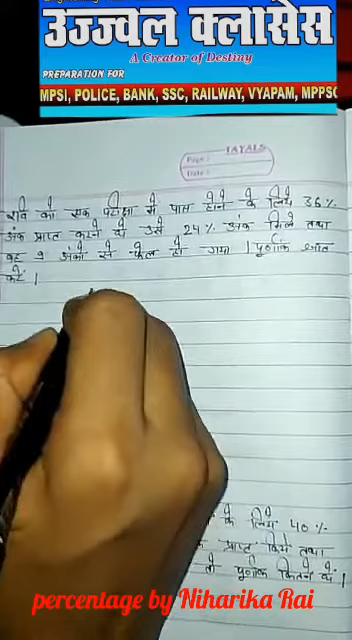 उज्ज्वल क्लासेस
A Creator of Destiny
PREPARATION FOR
MPSI, POLICE, BANK, SSC, RAILWAY, VYAPAM, MPPSC
TAYALS
Page :
Date :
रवि को एक परीक्षा में पास होने के लिये 36%
अंक प्राप्त करने थे उसे 24% अंक मिले तथा
वह 9 अंकों से फेल हो गया । पूर्णांक ज्ञात
करें ।
के लिये 40%
प्राप्त किये तथा
तो पूर्णांक कितने थे ।
percentage by Niharika Rai